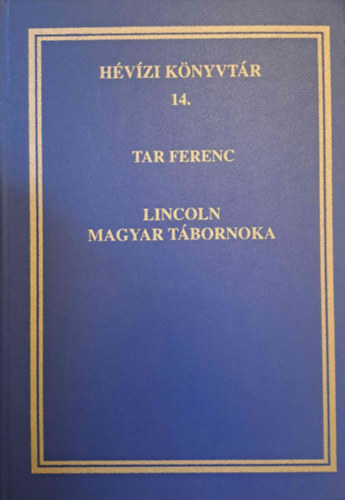 HÉVÍZI KÖNYVTÁR
14.
TAR FERENC
LINCOLN
MAGYAR TÁBORNOKA